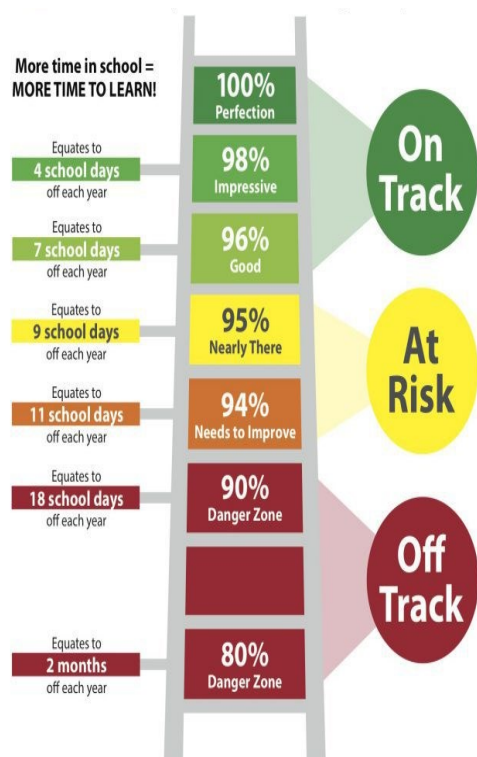 More time in school =
MORE TIME TO LEARN!
100%
Perfection
Equates to
4 school days
off each year
98%
Impressive
On
Track
Equates to
7 school days
off each year
96%
Good
Equates to
9 school days
off each year
95%
Nearly There
At
Risk
Equates to
11 school days
off each year
94%
Needs to Improve
Equates to
18 school days
off each year
90%
Danger Zone
Off
Track
Equates to
2 months
off each year
80%
Danger Zone